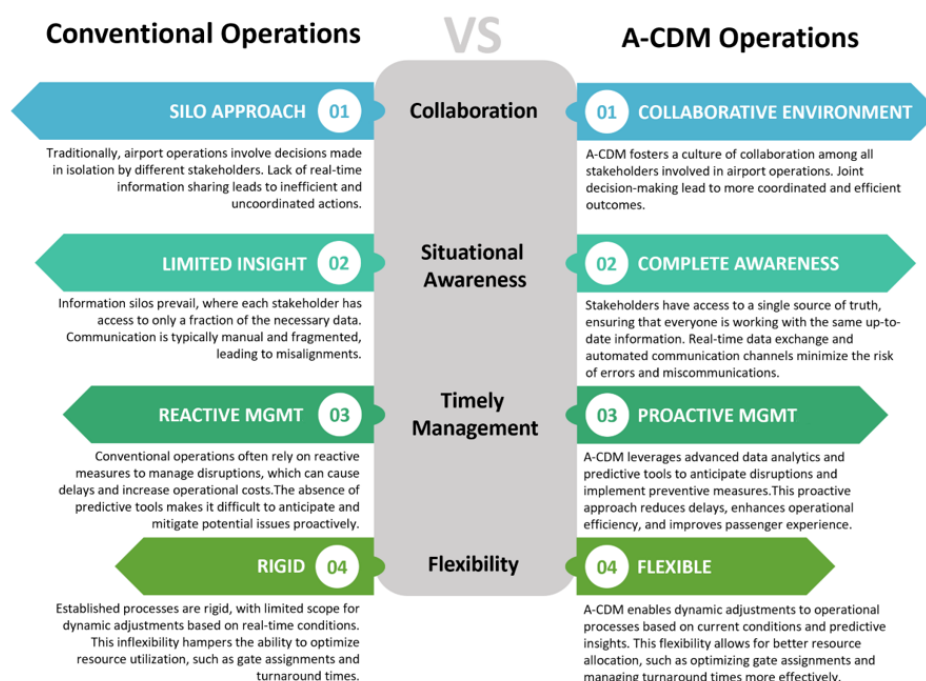 Conventional Operations
VS
A-CDM Operations
SILO APPROACH 01
Collaboration
01 COLLABORATIVE ENVIRONMENT
Traditionally, airport operations involve decisions made
in isolation by different stakeholders. Lack of real-time
information sharing leads to inefficient and
uncoordinated actions.
A-CDM fosters a culture of collaboration among all
stakeholders involved in airport operations. Joint
decision-making lead to more coordinated and efficient
outcomes.
LIMITED INSIGHT 02
Situational
Awareness
02 COMPLETE AWARENESS
Information silos prevail, where each stakeholder has
access to only a fraction of the necessary data.
Communication is typically manual and fragmented,
leading to misalignments.
Stakeholders have access to a single source of truth,
ensuring that everyone is working with the same up-to-
date information. Real-time data exchange and
automated communication channels minimize the risk
of errors and miscommunications.
REACTIVE MGMT 03
Timely
Management
03 PROACTIVE MGMT
Conventional operations often rely on reactive
measures to manage disruptions, which can cause
delays and increase operational costs.The absence of
predictive tools makes it difficult to anticipate and
mitigate potential issues proactively.
A-CDM leverages advanced data analytics and
predictive tools to anticipate disruptions and
implement preventive measures.This proactive
approach reduces delays, enhances operational
efficiency, and improves passenger experience.
RIGID 04
Flexibility
04 FLEXIBLE
Established processes are rigid, with limited scope for
dynamic adjustments based on real-time conditions.
This inflexibility hampers the ability to optimize
resource utilization, such as gate assignments and
turnaround times.
A-CDM enables dynamic adjustments to operational
processes based on current conditions and predictive
insights. This flexibility allows for better resource
allocation, such as optimizing gate assignments and
managing turnaround times more effectively.